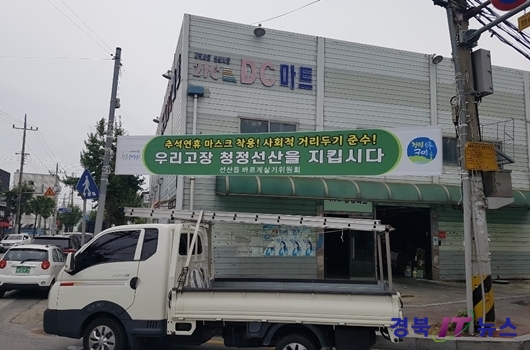 DC마트
추석연휴 마스크 착용! 사회적 거리두기 준수!
우리고장 청정선산을 지킵시다
선산읍 바르게살기위원회
경북 IT 뉴스